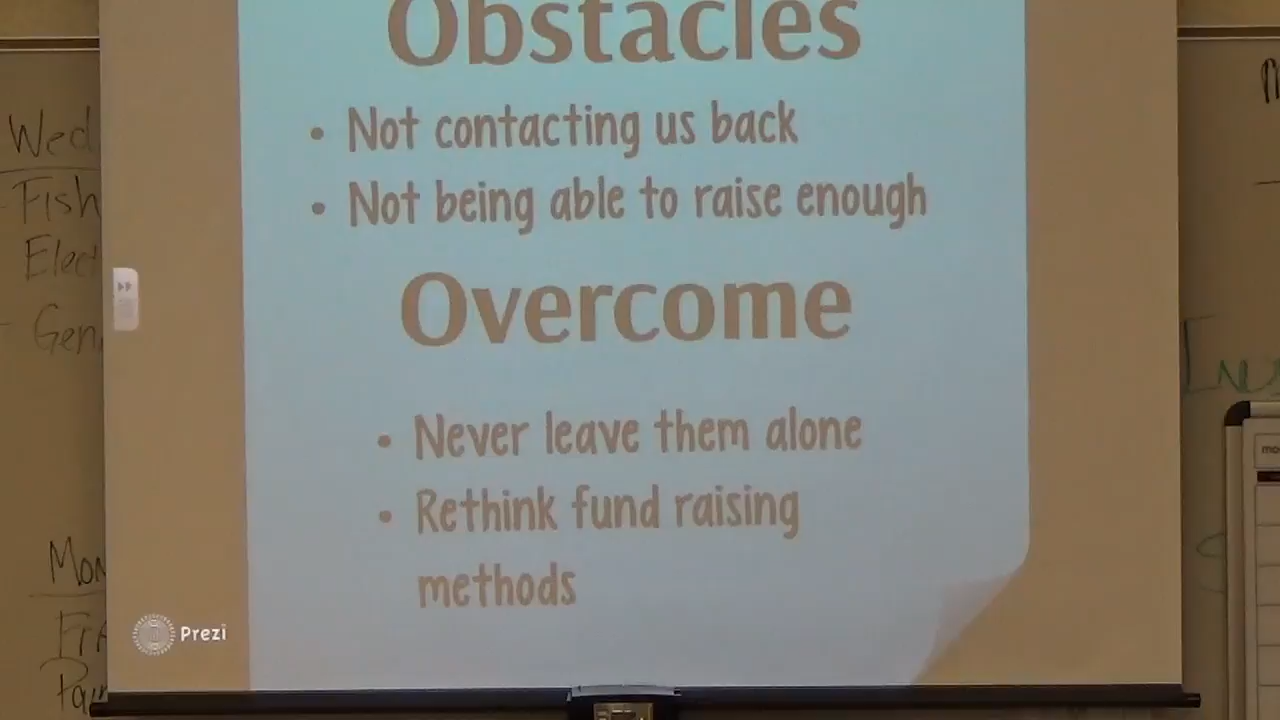 Obstacles
• Not contacting us back
• Not being able to raise enough
Overcome
• Never leave them alone
• Rethink fund raising
methods
Prezi
Wed
Fish
Elect
Gen
Mon